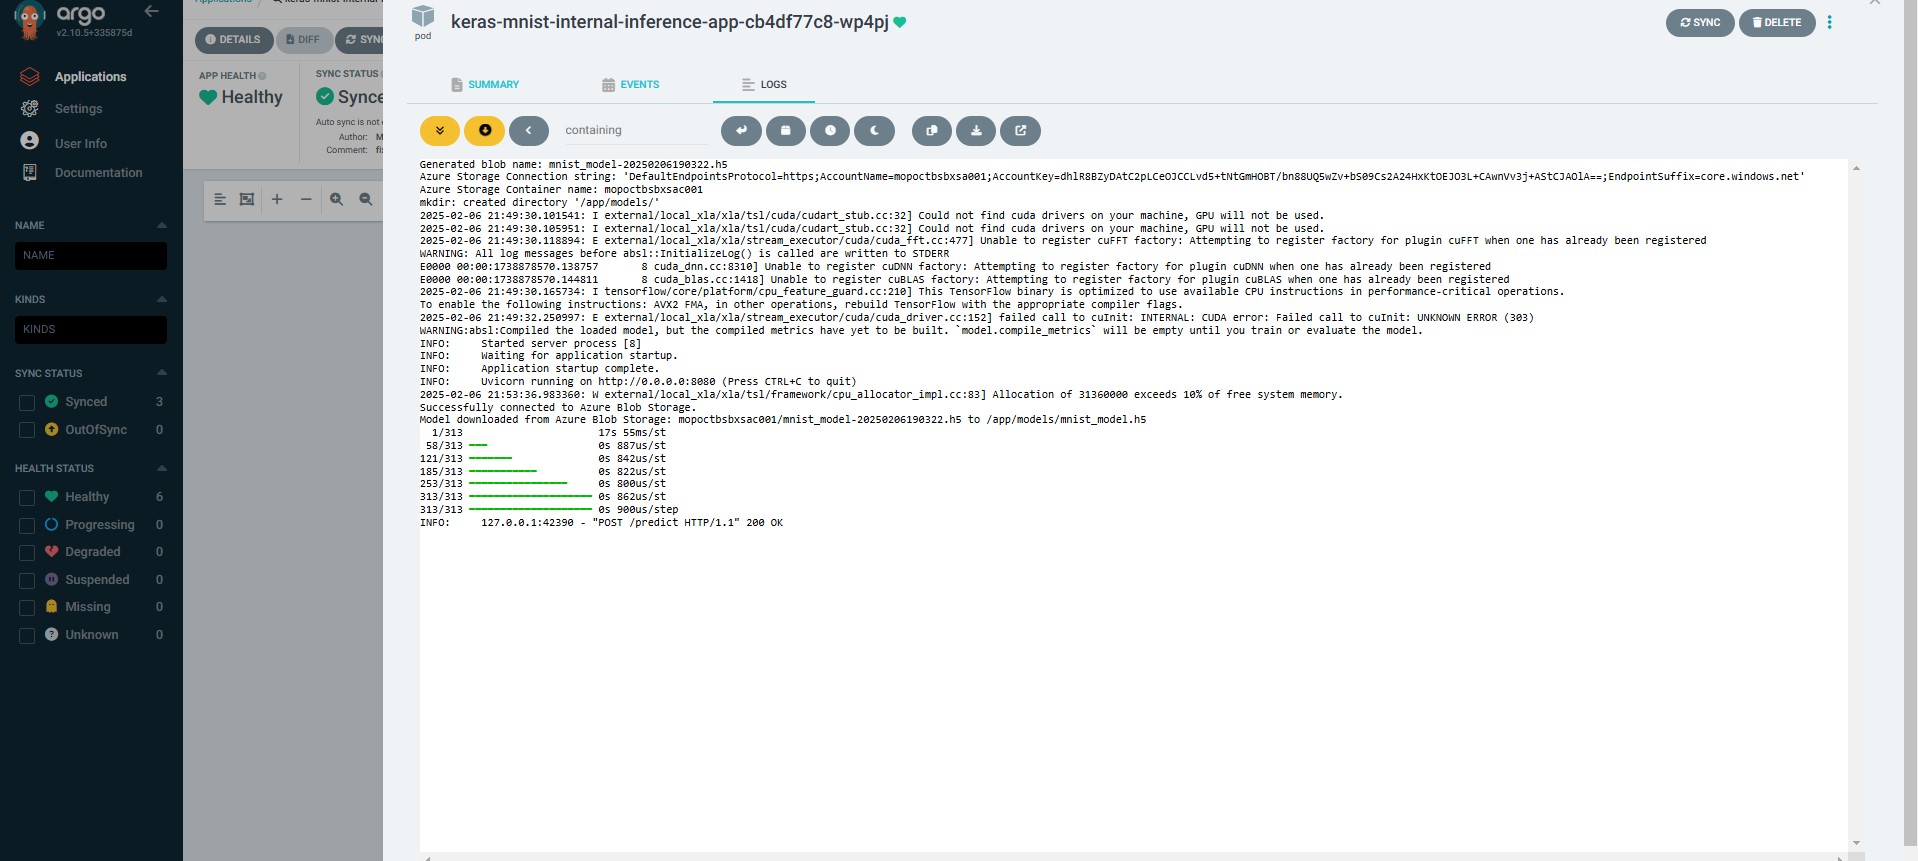 argo
v2.10.5+335875d
Applications
Settings
User Info
Documentation
NAME
NAME
KINDS
KINDS
SYNC STATUS
Synced 3
OutOfSync 0
HEALTH STATUS
Healthy 6
Progressing 0
Degraded 0
Suspended 0
Missing 0
Unknown 0
Applications
DETAILS DIFF SYNC
APP HEALTH
Healthy
SYNC STATUS
Synce
Auto sync is not
Author: M
Comment:
pod
keras-mnist-internal-inference-app-cb4df77c8-wp4pj
SYNC DELETE
SUMMARY EVENTS LOGS
containing
Generated blob name: mnist_model-20250206190322.h5
Azure Storage Connection string: 'DefaultEndpointsProtocol=https;AccountName=mopoctbsbxsa001;AccountKey=;EndpointSuffix=core.windows.net'
Azure Storage Container name: mopoctbsbxsac001
mkdir: created directory '/app/models/'
2025-02-06 21:49:30.101541: I external/local_xla/xla/tsl/cuda/cudart_stub.cc:32] Could not find cuda drivers on your machine, GPU will not be used.
2025-02-06 21:49:30.105951: I external/local_xla/xla/tsl/cuda/cudart_stub.cc:32] Could not find cuda drivers on your machine, GPU will not be used.
2025-02-06 21:49:30.118894: E external/local_xla/xla/stream_executor/cuda/cuda_fft.cc:477] Unable to register cuFFT factory: Attempting to register factory for plugin cuFFT when one has already been registered
WARNING: All log messages before absl::InitializeLog() is called are written to STDERR
E0000 00:00:1738878570.138757 8 cuda_dnn.cc:8310] Unable to register cuDNN factory: Attempting to register factory for plugin cuDNN when one has already been registered
E0000 00:00:1738878570.144811 8 cuda_blas.cc:1418] Unable to register cuBLAS factory: Attempting to register factory for plugin cuBLAS when one has already been registered
2025-02-06 21:49:30.165734: I tensorflow/core/platform/cpu_feature_guard.cc:210] This TensorFlow binary is optimized to use available CPU instructions in performance-critical operations.
To enable the following instructions: AVX2 FMA, in other operations, rebuild TensorFlow with the appropriate compiler flags.
2025-02-06 21:49:32.250997: E external/local_xla/xla/stream_executor/cuda/cuda_driver.cc:152] failed call to cuInit: INTERNAL: CUDA error: Failed call to cuInit: UNKNOWN ERROR (303)
WARNING:absl:Compiled the loaded model, but the compiled metrics have yet to be built. `model.compile_metrics` will be empty until you train or evaluate the model.
INFO: Started server process [8]
INFO: Waiting for application startup.
INFO: Application startup complete.
INFO: Uvicorn running on http://0.0.0.0:8080 (Press CTRL+C to quit)
2025-02-06 21:53:36.983360: W external/local_xla/xla/tsl/framework/cpu_allocator_impl.cc:83] Allocation of 31360000 exceeds 10% of free system memory.
Successfully connected to Azure Blob Storage.
Model downloaded from Azure Blob Storage: mopoctbsbxsac001/mnist_model-20250206190322.h5 to /app/models/mnist_model.h5
1/313 17s 55ms/st
58/313 0s 887us/st
121/313 0s 842us/st
185/313 0s 822us/st
253/313 0s 800us/st
313/313 0s 862us/st
313/313 0s 900us/step
INFO: 127.0.0.1:42390 - "POST /predict HTTP/1.1" 200 OK